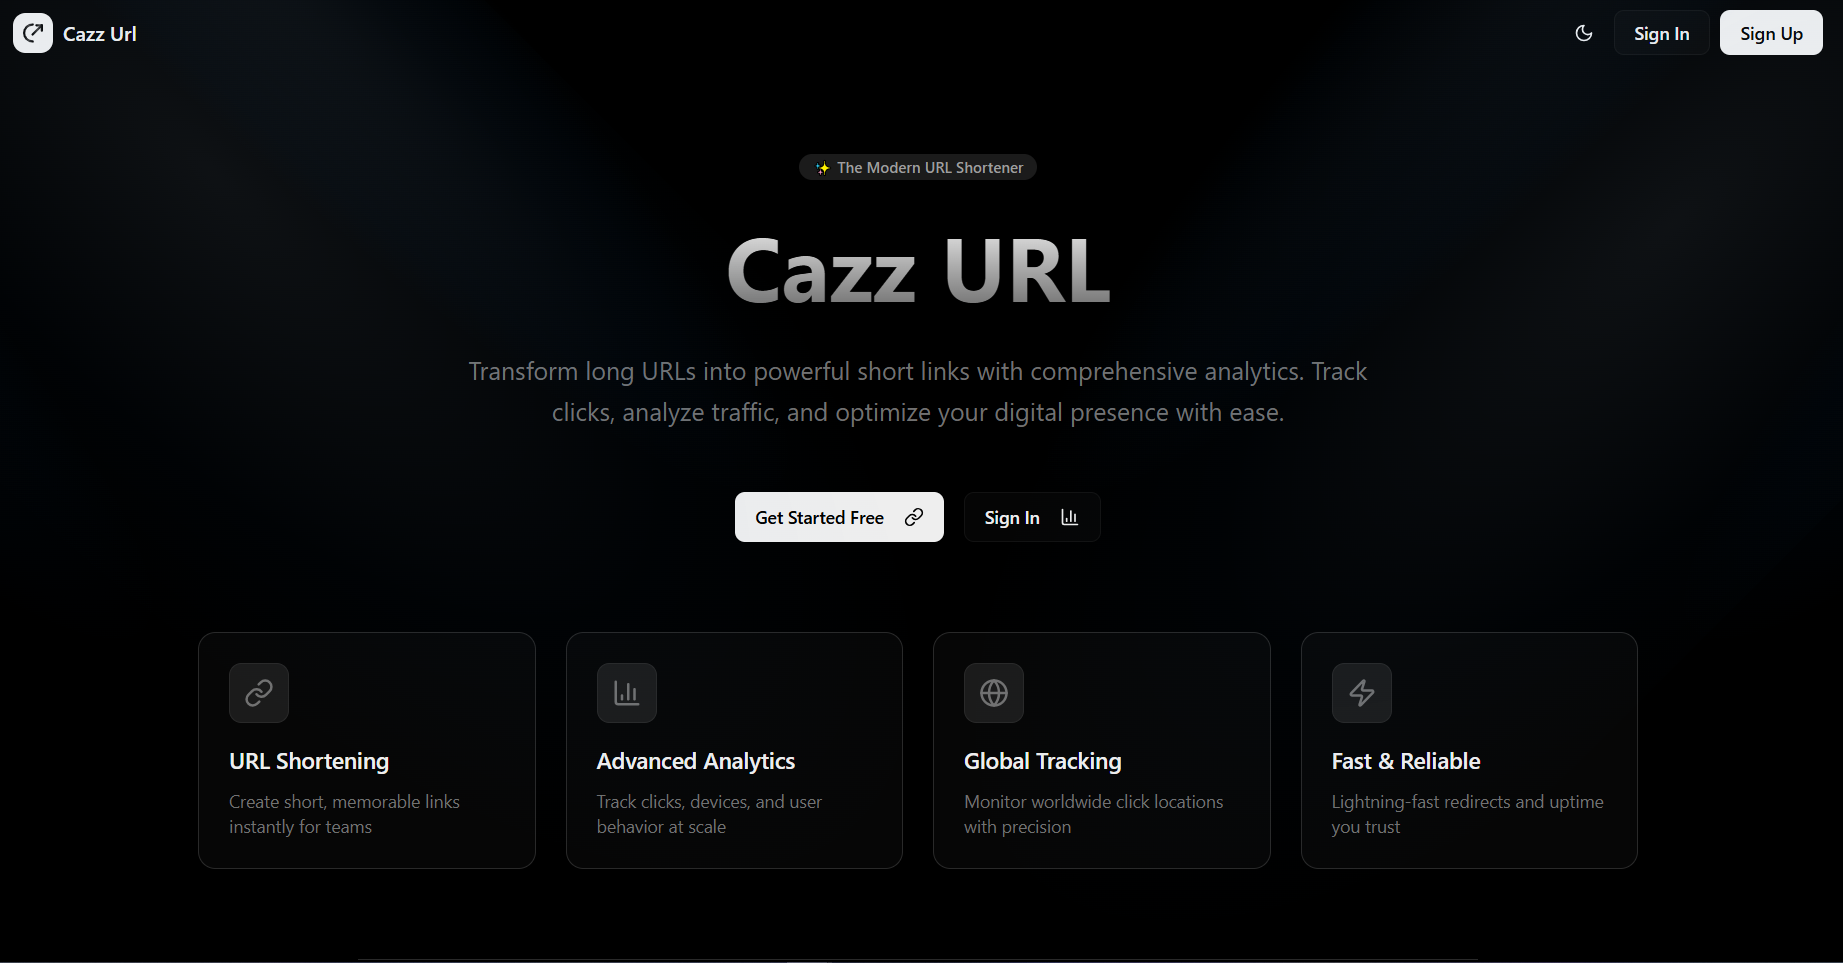 Cazz Url
Sign In
Sign Up
✨ The Modern URL Shortener
Cazz URL
Transform long URLs into powerful short links with comprehensive analytics. Track
clicks, analyze traffic, and optimize your digital presence with ease.
Get Started Free
Sign In
URL Shortening
Create short, memorable links
instantly for teams
Advanced Analytics
Track clicks, devices, and user
behavior at scale
Global Tracking
Monitor worldwide click locations
with precision
Fast & Reliable
Lightning-fast redirects and uptime
you trust